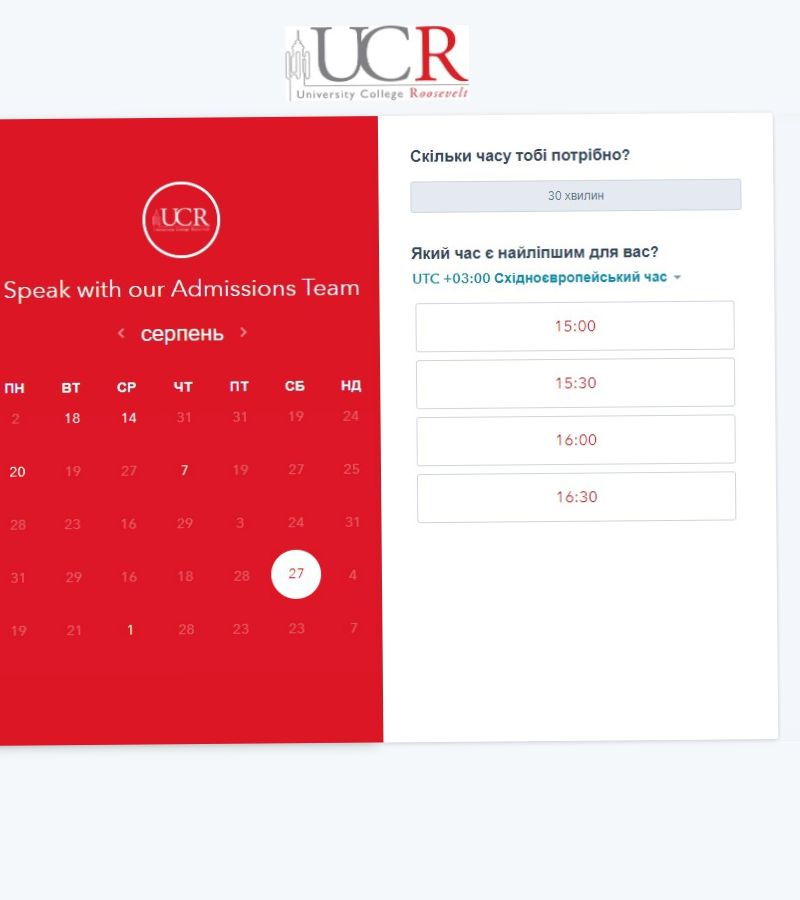 UCR
University College Roosevelt
UCR
Speak with our Admissions Team
серпень
ПН ВТ СР ЧТ ПТ СБ НД
2 18 14 31 31 19 24
20 19 27 7 19 27 25
28 23 16 29 3 24 31
31 29 16 18 28 27 4
19 21 1 28 23 23 7
Скільки часу тобі потрібно?
30 хвилин
Який час є найліпшим для вас?
UTC +03:00 Східноєвропейський час
15:00
15:30
16:00
16:30